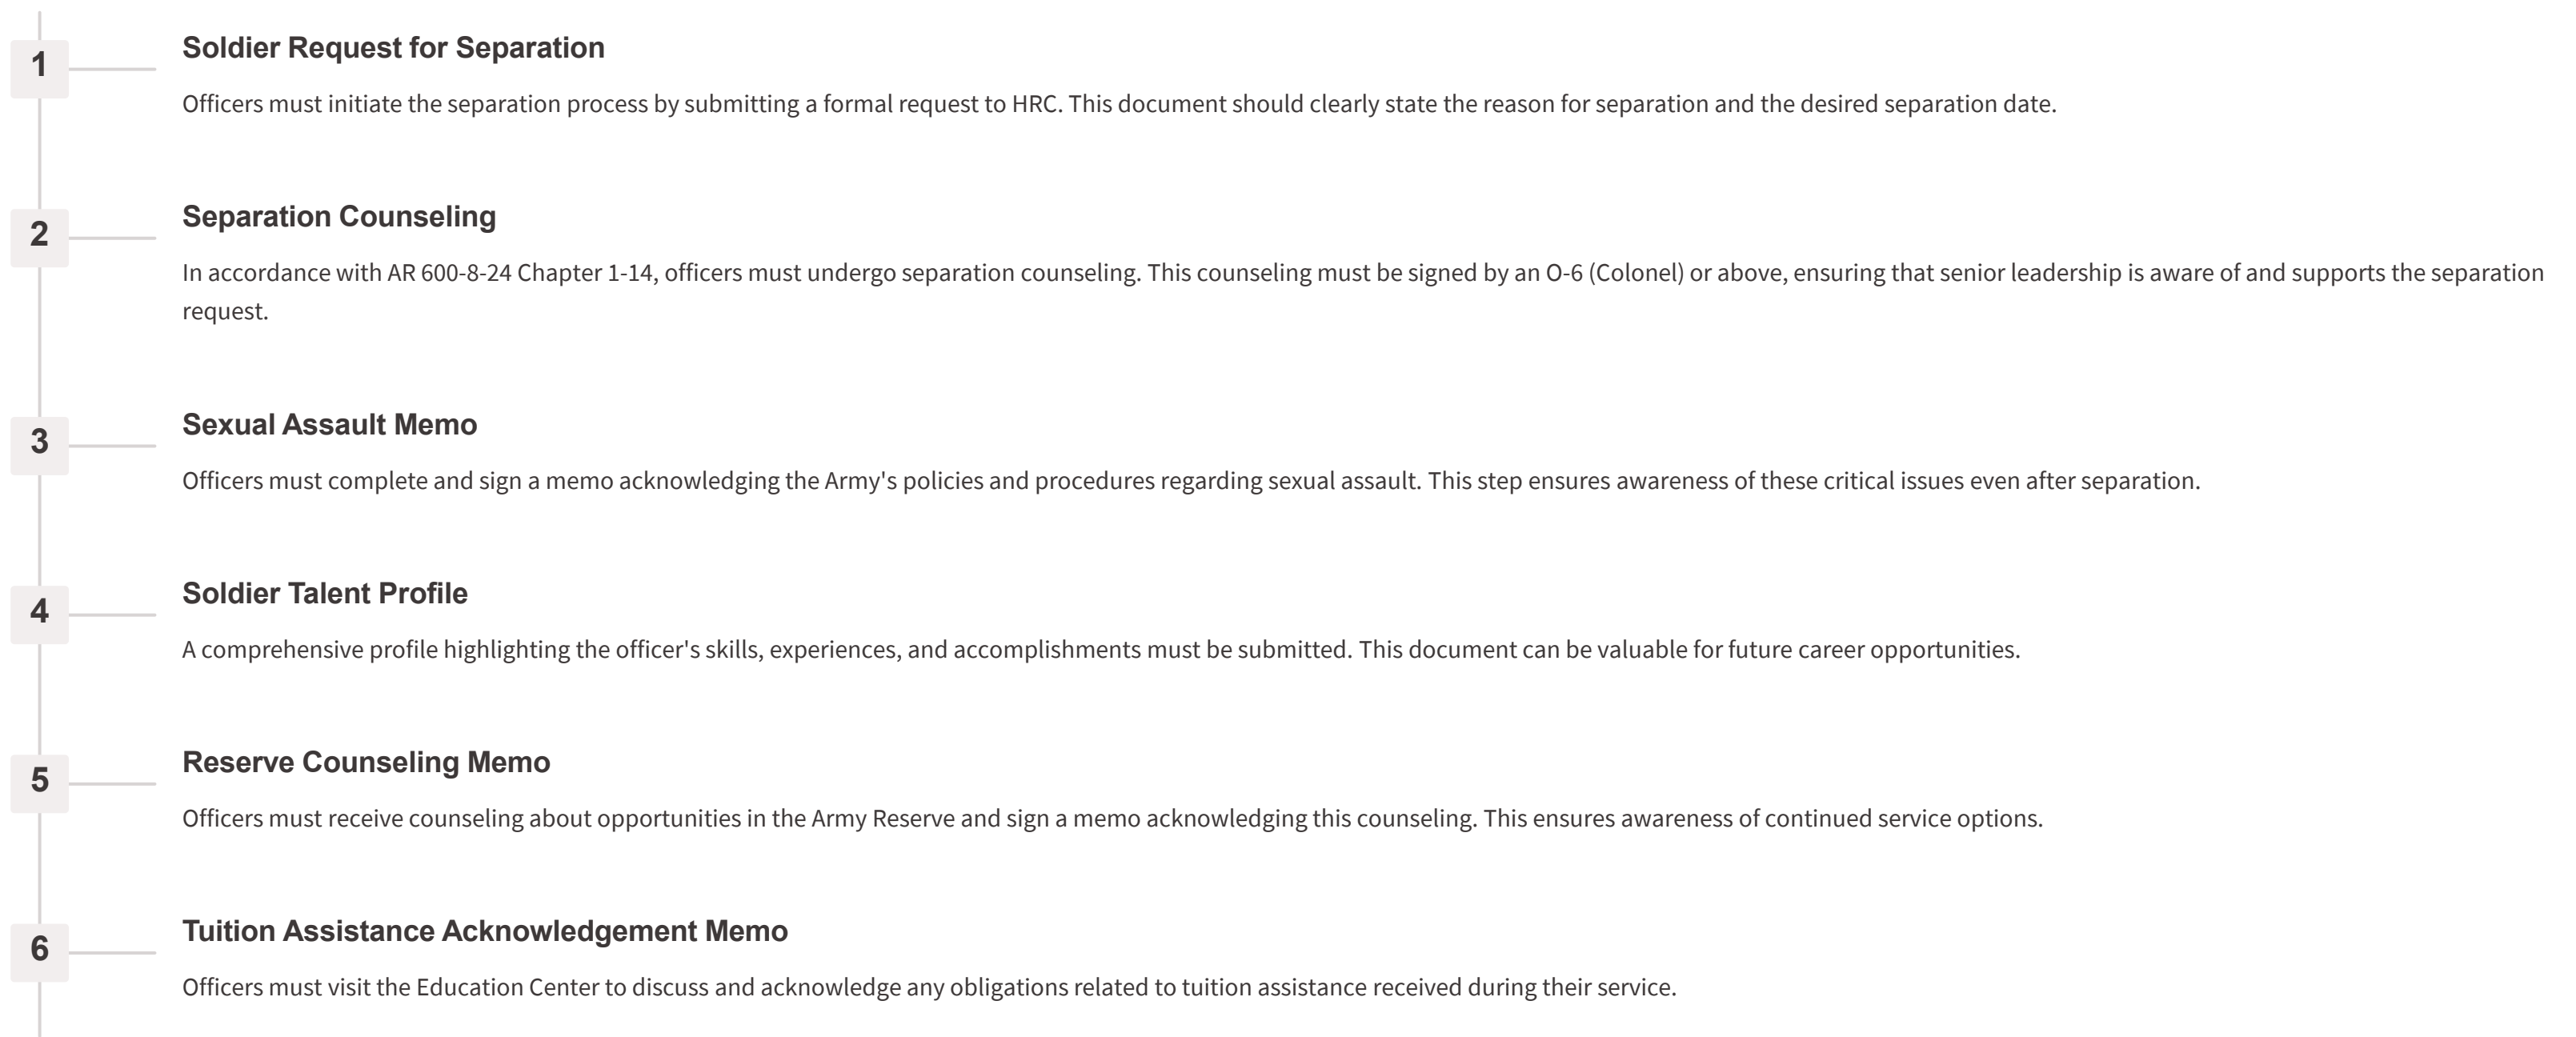 1
Soldier Request for Separation
Officers must initiate the separation process by submitting a formal request to HRC. This document should clearly state the reason for separation and the desired separation date.
2
Separation Counseling
In accordance with AR 600-8-24 Chapter 1-14, officers must undergo separation counseling. This counseling must be signed by an O-6 (Colonel) or above, ensuring that senior leadership is aware of and supports the separation
request.
3
Sexual Assault Memo
Officers must complete and sign a memo acknowledging the Army's policies and procedures regarding sexual assault. This step ensures awareness of these critical issues even after separation.
4
Soldier Talent Profile
A comprehensive profile highlighting the officer's skills, experiences, and accomplishments must be submitted. This document can be valuable for future career opportunities.
5
Reserve Counseling Memo
Officers must receive counseling about opportunities in the Army Reserve and sign a memo acknowledging this counseling. This ensures awareness of continued service options.
6
Tuition Assistance Acknowledgement Memo
Officers must visit the Education Center to discuss and acknowledge any obligations related to tuition assistance received during their service.